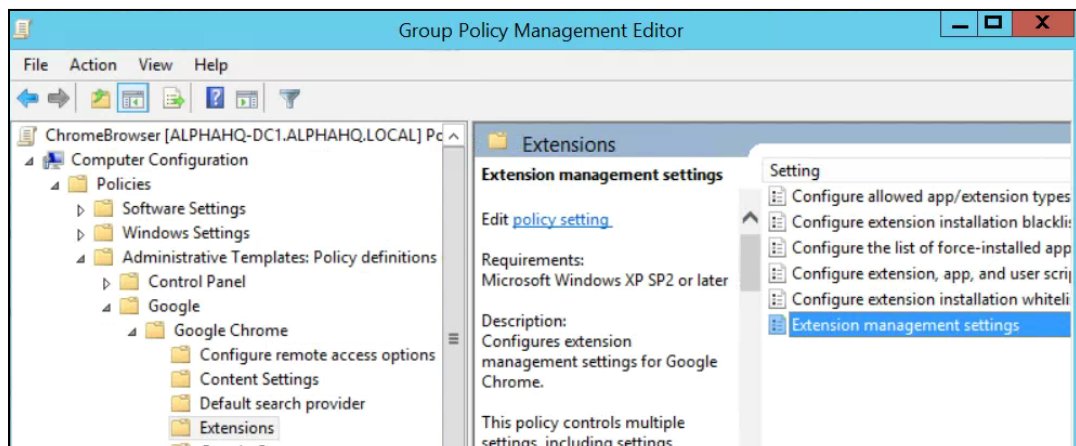 Group Policy Management Editor
X
File Action View Help
ChromeBrowser [ALPHAHQ-DC1.ALPHAHQ.LOCAL] Pc
Computer Configuration
Policies
Software Settings
Windows Settings
Administrative Templates: Policy definitions
Control Panel
Google
Google Chrome
Configure remote access options
Content Settings
Default search provider
Extensions
Extensions
Extension management settings
Edit policy setting
Requirements:
Microsoft Windows XP SP2 or later
Description:
Configures extension
management settings for Google
Chrome.
This policy controls multiple
settings, including settings
Setting
Configure allowed app/extension types
Configure extension installation blacklis
Configure the list of force-installed app
Configure extension, app, and user scrip
Configure extension installation whiteli
Extension management settings